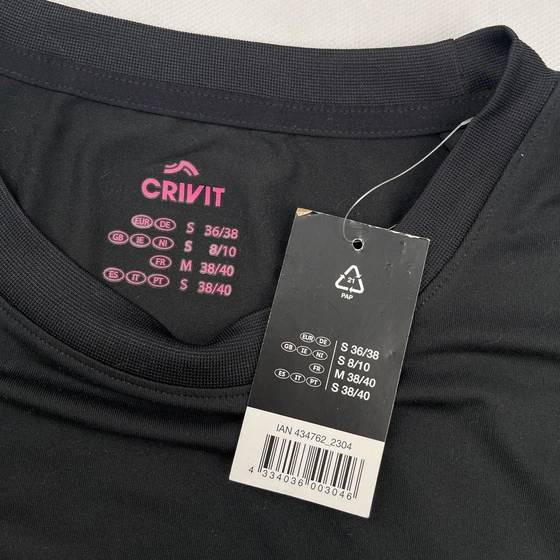 CRIVIT
EUR DE S 36/38
GB IE NI S 8/10
FR M 38/40
ES IT PT S 38/40
21
PAP
EUR DE S 36/38
GB IE NI S 8/10
FR M 38/40
ES IT PT S 38/40
IAN 434762_2304
4 334036 003046